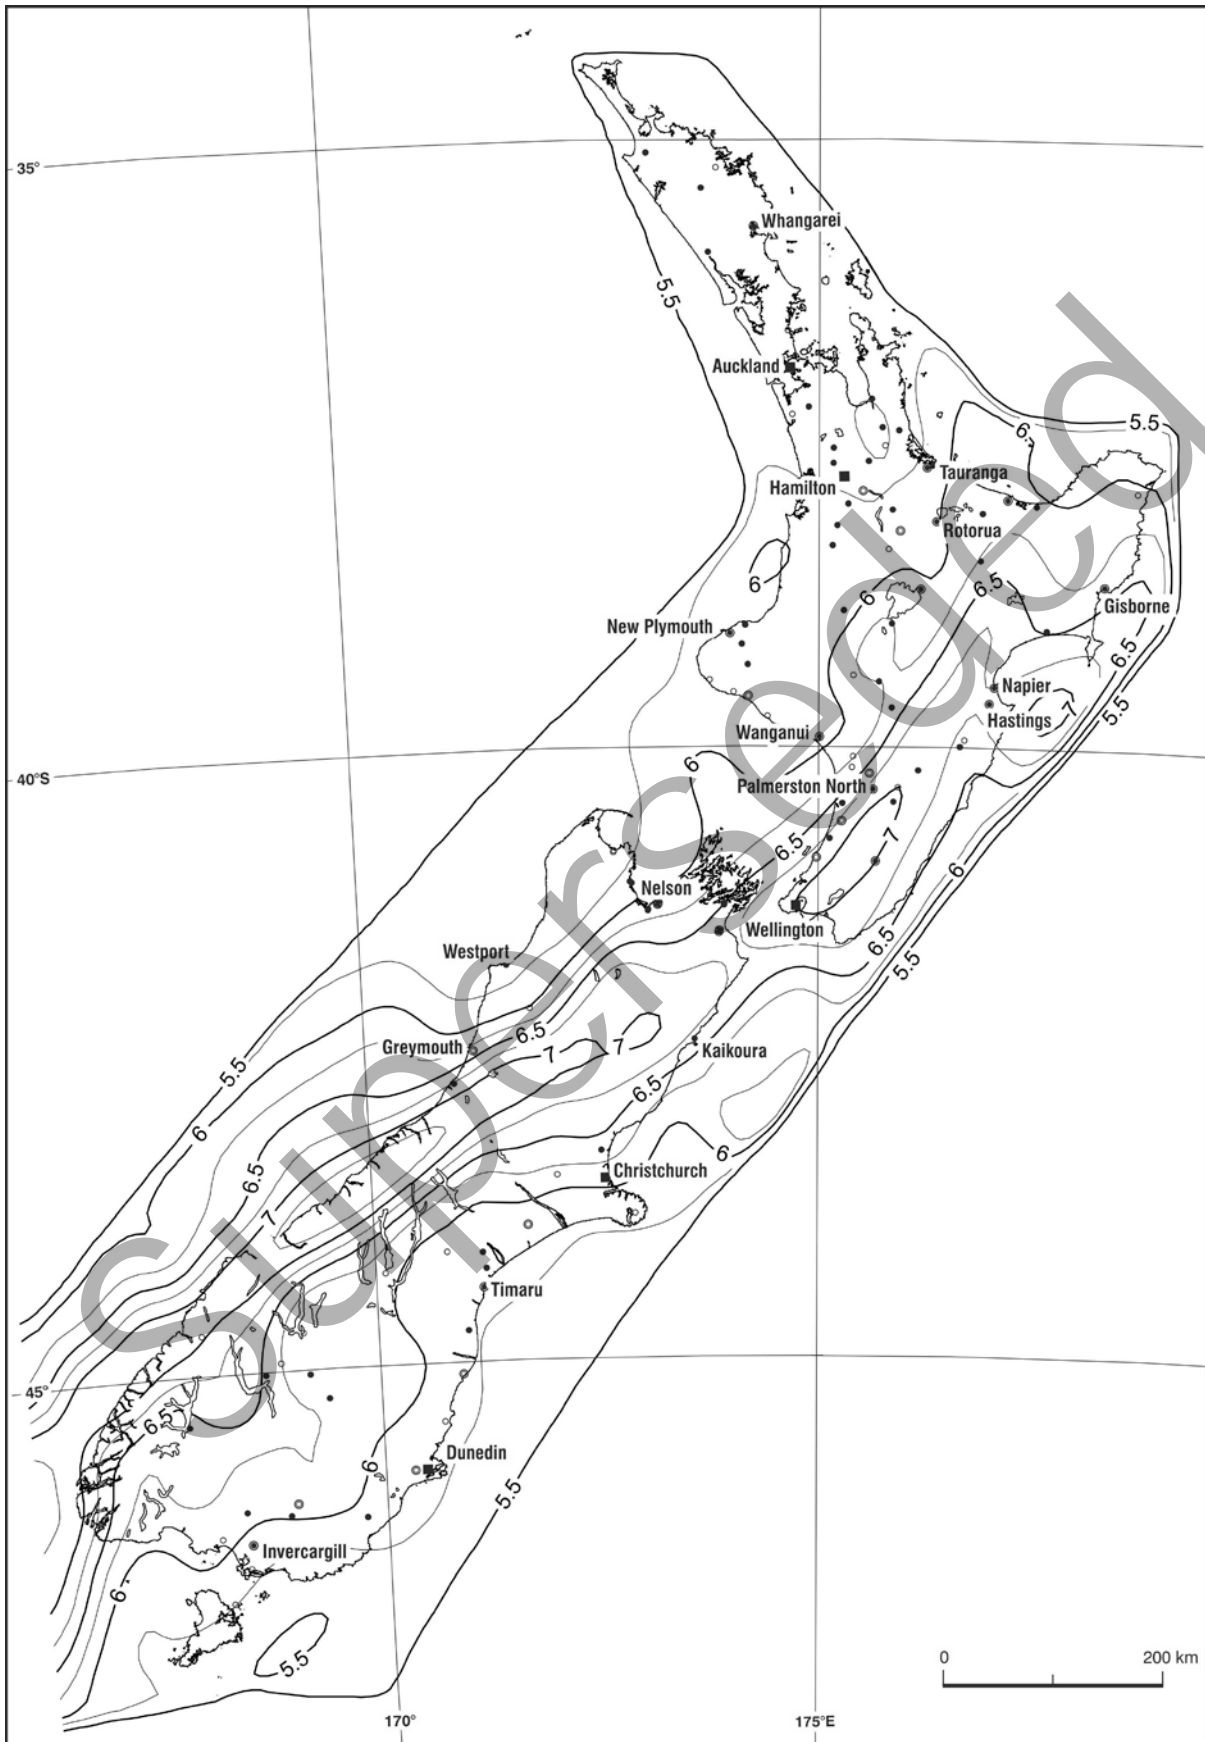 35°
Whangarei
5.5
Auckland
6
5.5
Tauranga
Hamilton
Rotorua
6
6
6.5
Gisborne
New Plymouth
6.5
Napier
7
Hastings
5.5
Wanganui
6
40°S
Palmerston North
7
6.5
6
Nelson
Wellington
6.5
Westport
5.5
6.5
Greymouth
7
7
Kaikoura
5.5
6.5
6
6
Christchurch
6.5
7
Timaru
45°
6.5
Dunedin
6
5.5
Invercargill
6
5.5
0
200 km
170°
175°E
Superseded